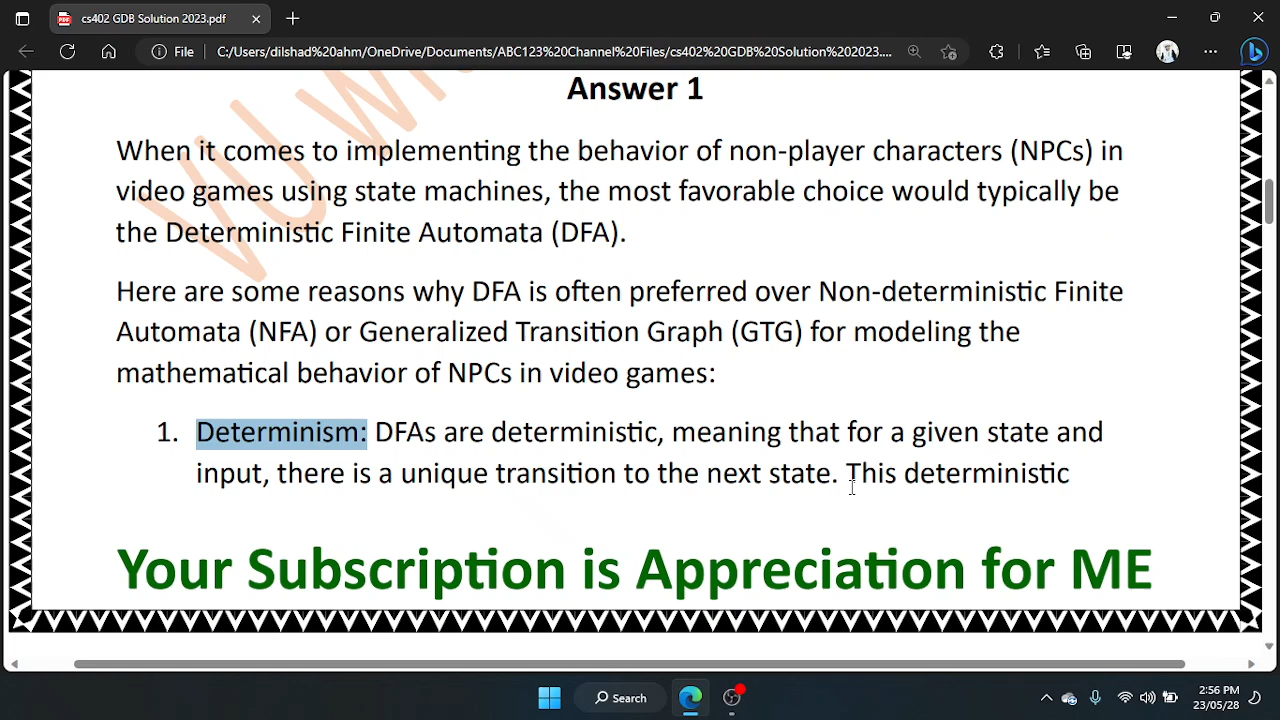 cs402 GDB Solution 2023.pdf
File C:/Users/dilshad%20ahm/OneDrive/Documents/ABC123%20Channel%20Files/cs402%20GDB%20Solution%202023....
VU
Answer 1
When it comes to implementing the behavior of non-player characters (NPCs) in
video games using state machines, the most favorable choice would typically be
the Deterministic Finite Automata (DFA).
Here are some reasons why DFA is often preferred over Non-deterministic Finite
Automata (NFA) or Generalized Transition Graph (GTG) for modeling the
mathematical behavior of NPCs in video games:
1. Determinism: DFAs are deterministic, meaning that for a given state and
input, there is a unique transition to the next state. This deterministic
Your Subscription is Appreciation for ME
Search
2:56 PM
23/05/28